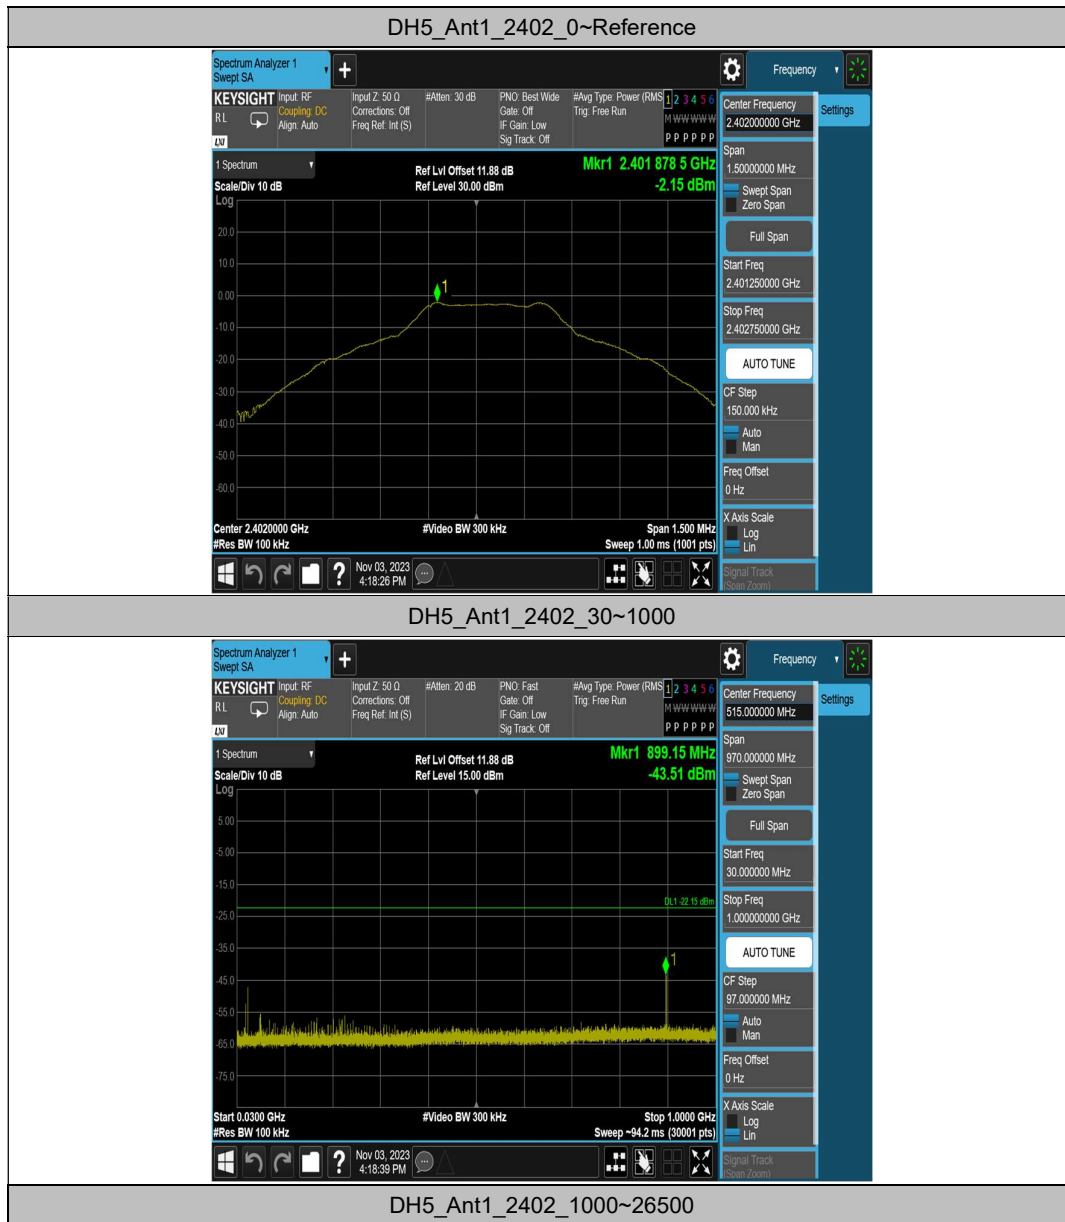 DH5_Ant1_2402_0~Reference
Spectrum Analyzer 1
Swept SA
+
Frequency
KEYSIGHT
RL
LXI
Input: RF
Coupling: DC
Align: Auto
Input Z: 50 Ω
Corrections: Off
Freq Ref: Int (S)
#Atten: 30 dB
PNO: Best Wide
Gate: Off
IF Gain: Low
Sig Track: Off
#Avg Type: Power (RMS
Trig: Free Run
1 2 3 4 5 6
M W W W W W
P P P P P P
Center Frequency
2.402000000 GHz
Settings
Span
1.50000000 MHz
Swept Span
Zero Span
Full Span
Start Freq
2.401250000 GHz
Stop Freq
2.402750000 GHz
AUTO TUNE
CF Step
150.000 kHz
Auto
Man
Freq Offset
0 Hz
X Axis Scale
Log
Lin
Signal Track
(Span Zoom)
1 Spectrum
Scale/Div 10 dB
Ref Lvl Offset 11.88 dB
Ref Level 30.00 dBm
Mkr1 2.401 878 5 GHz
-2.15 dBm
Log
20.0
10.0
0.00
-10.0
-20.0
-30.0
-40.0
-50.0
-60.0
1
Center 2.4020000 GHz
#Res BW 100 kHz
#Video BW 300 kHz
Span 1.500 MHz
Sweep 1.00 ms (1001 pts)
?
Nov 03, 2023
4:18:26 PM
DH5_Ant1_2402_30~1000
Spectrum Analyzer 1
Swept SA
+
Frequency
KEYSIGHT
RL
LXI
Input: RF
Coupling: DC
Align: Auto
Input Z: 50 Ω
Corrections: Off
Freq Ref: Int (S)
#Atten: 20 dB
PNO: Fast
Gate: Off
IF Gain: Low
Sig Track: Off
#Avg Type: Power (RMS
Trig: Free Run
1 2 3 4 5 6
M W W W W W
P P P P P P
Center Frequency
515.000000 MHz
Settings
Span
970.000000 MHz
Swept Span
Zero Span
Full Span
Start Freq
30.000000 MHz
Stop Freq
1.000000000 GHz
AUTO TUNE
CF Step
97.000000 MHz
Auto
Man
Freq Offset
0 Hz
X Axis Scale
Log
Lin
Signal Track
(Span Zoom)
1 Spectrum
Scale/Div 10 dB
Ref Lvl Offset 11.88 dB
Ref Level 15.00 dBm
Mkr1 899.15 MHz
-43.51 dBm
Log
5.00
-5.00
-15.0
-25.0
-35.0
-45.0
-55.0
-65.0
-75.0
DL1 -22.15 dBm
1
Start 0.0300 GHz
#Res BW 100 kHz
#Video BW 300 kHz
Stop 1.0000 GHz
Sweep ~94.2 ms (30001 pts)
?
Nov 03, 2023
4:18:39 PM
DH5_Ant1_2402_1000~26500